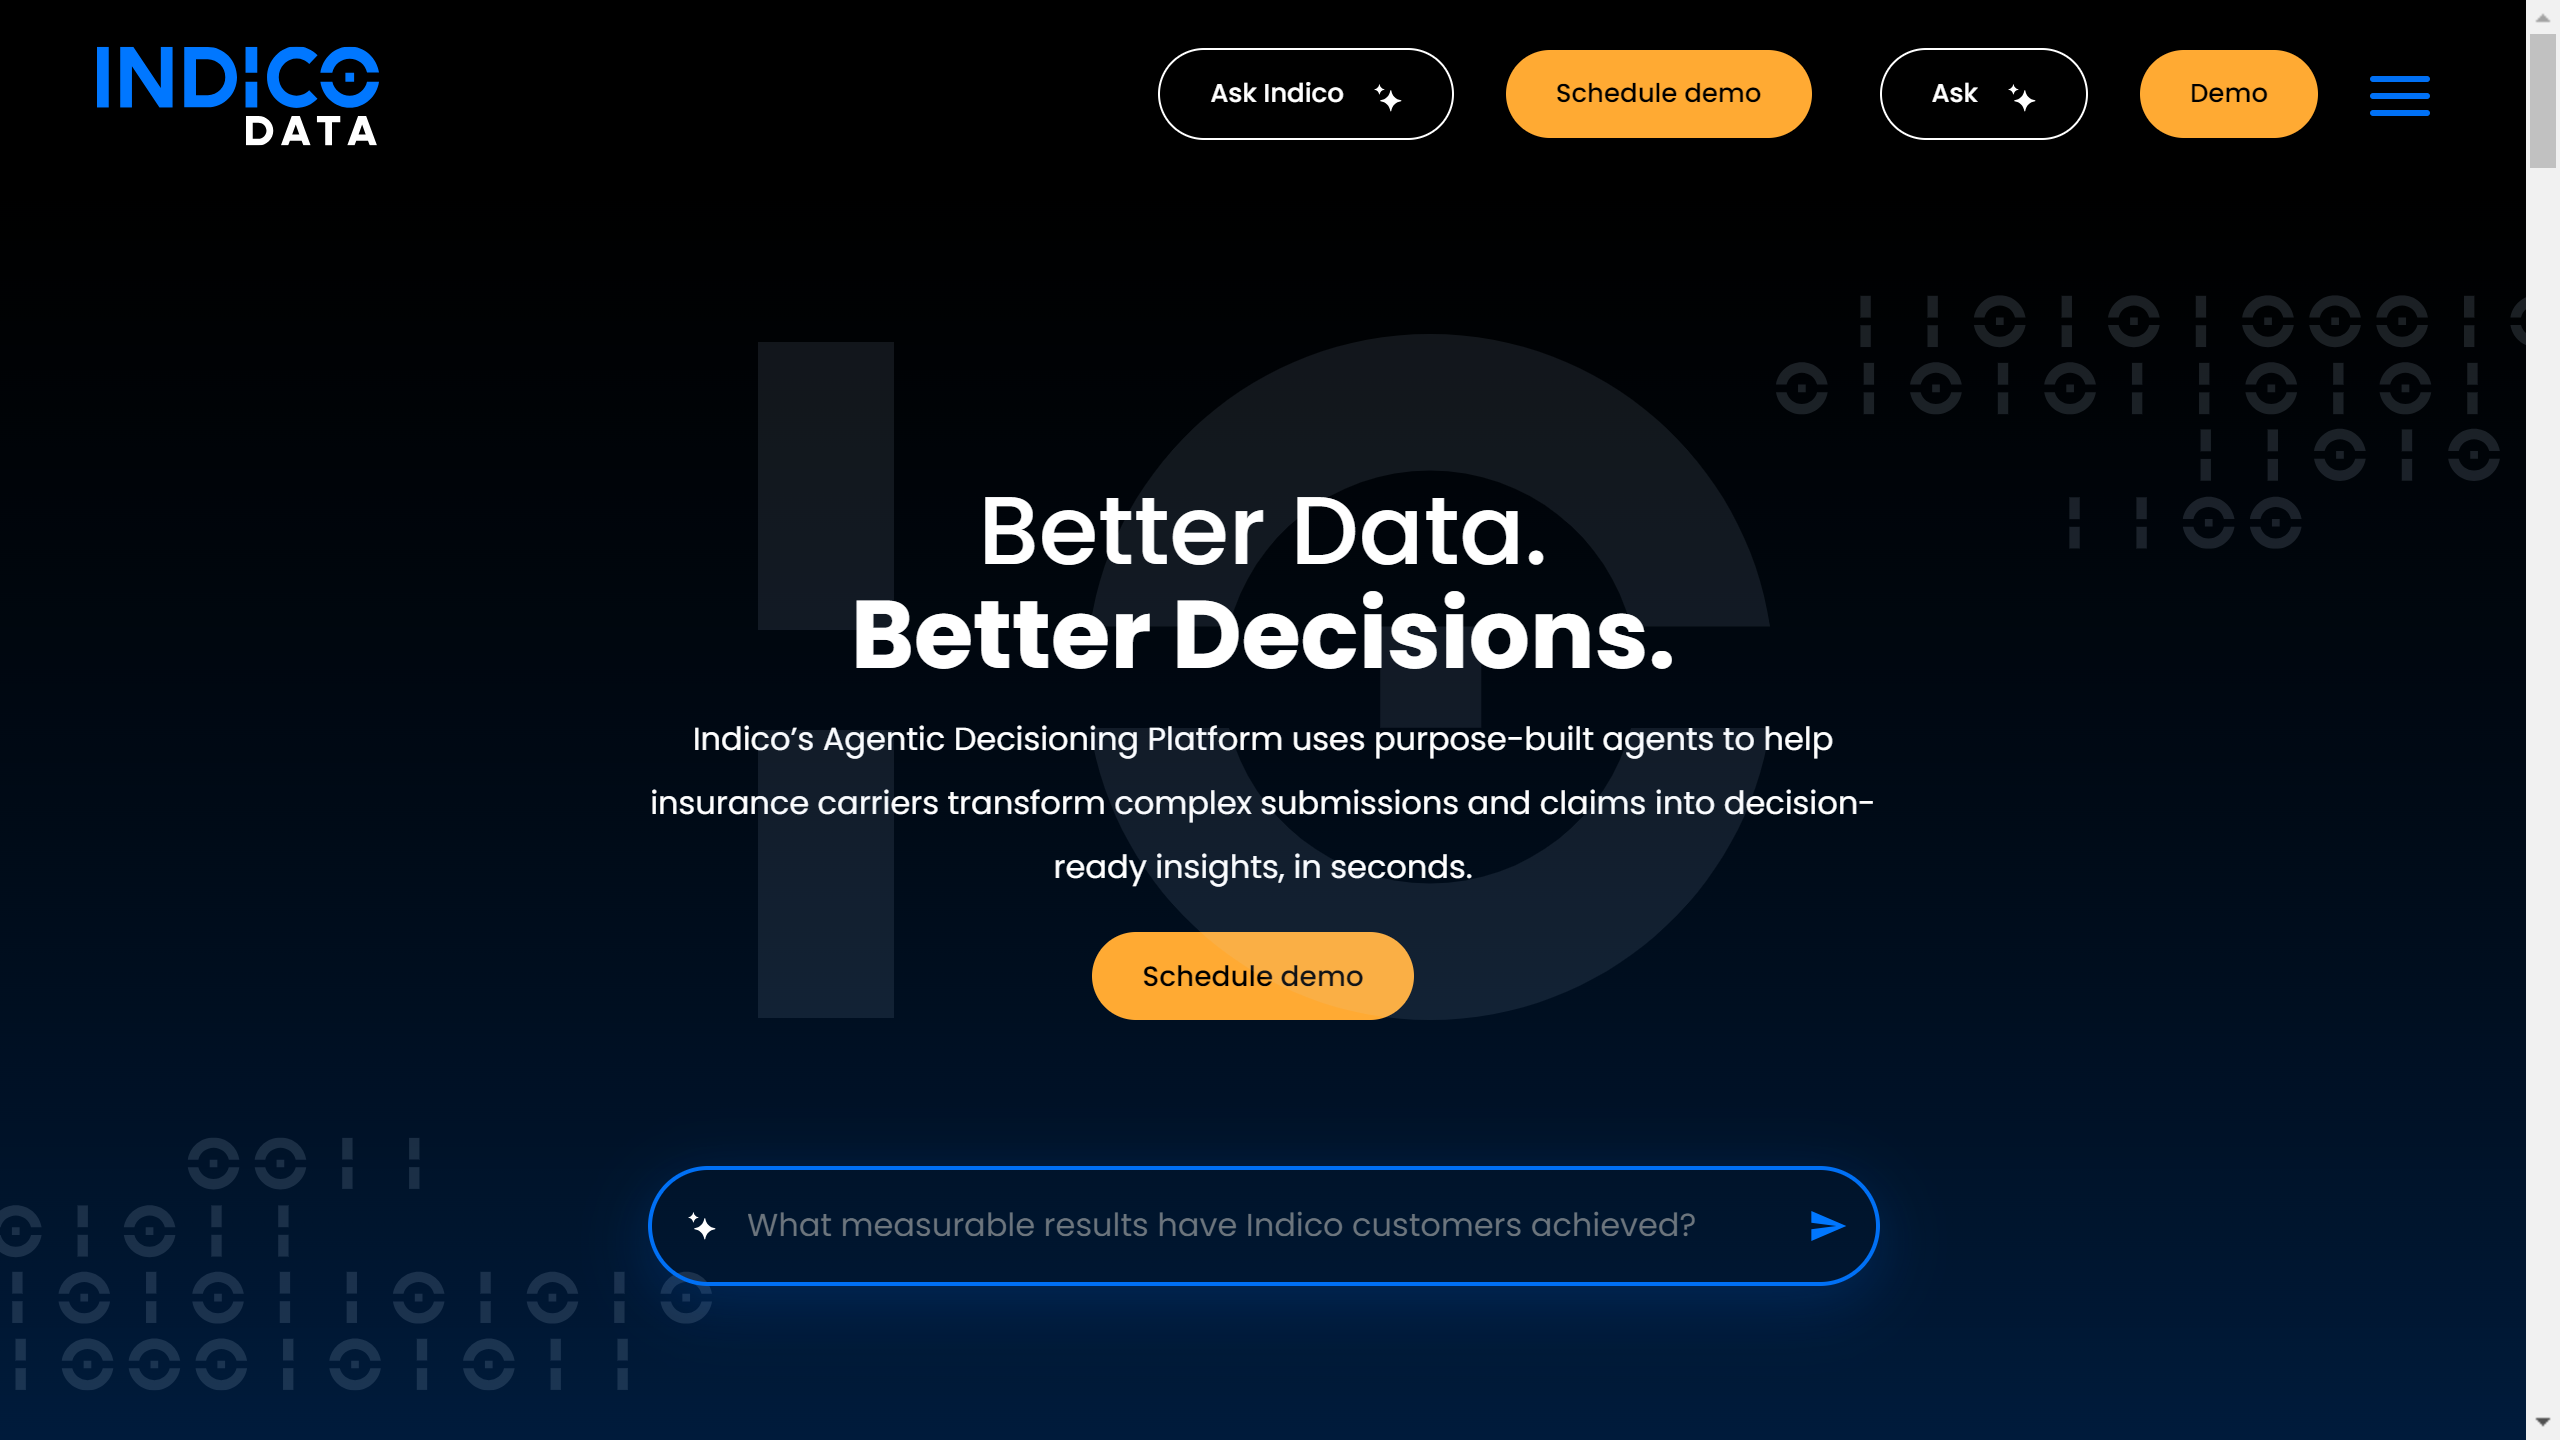 INDICO
DATA
Ask Indico
Schedule demo
Ask
Demo
Better Data.
Better Decisions.
Indico’s Agentic Decisioning Platform uses purpose-built agents to help
insurance carriers transform complex submissions and claims into decision-
ready insights, in seconds.
Schedule demo
What measurable results have Indico customers achieved?